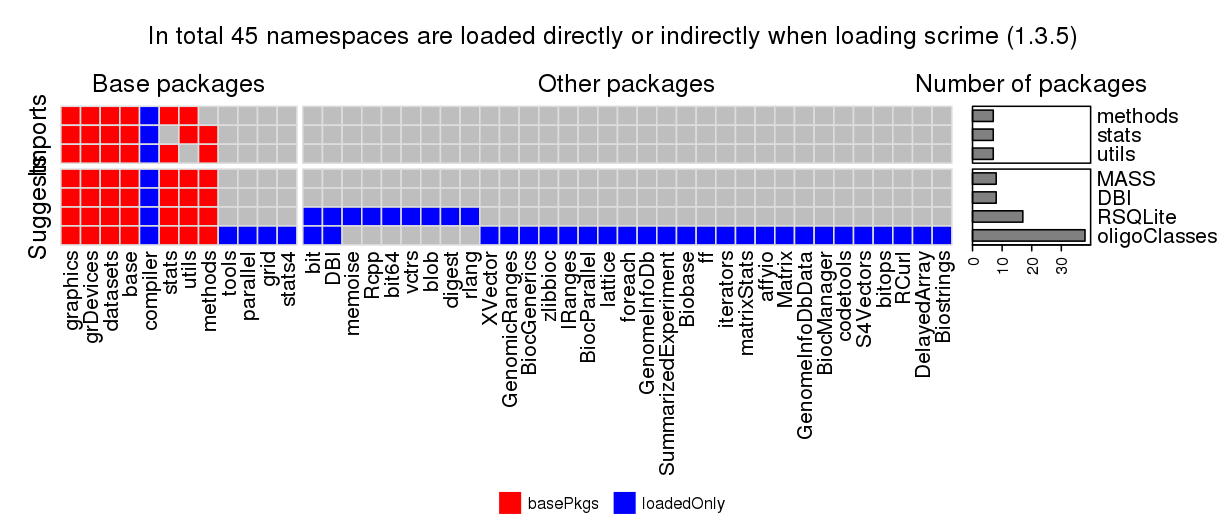 In total 45 namespaces are loaded directly or indirectly when loading scrime (1.3.5)
Base packages
Other packages
Number of packages
Imports
Suggests
methods
stats
utils
MASS
DBI
RSQLite
oligoClasses
0
10
20
30
graphics
grDevices
datasets
base
compiler
stats
utils
methods
tools
parallel
grid
stats4
bit
DBI
memoise
Rcpp
bit64
vctrs
blob
digest
rlang
XVector
GenomicRanges
BiocGenerics
zlibbioc
IRanges
BiocParallel
lattice
foreach
GenomeInfoDb
SummarizedExperiment
Biobase
ff
iterators
matrixStats
affyio
Matrix
GenomeInfoDbData
BiocManager
codetools
S4Vectors
bitops
RCurl
DelayedArray
Biostrings
basePkgs
loadedOnly